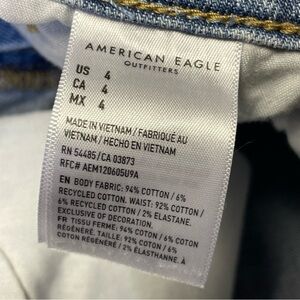 AMERICAN EAGLE
OUTFITTERS
US 4
CA 4
MX 4
MADE IN VIETNAM / FABRIQUÉ AU
VIETNAM / HECHO EN VIETNAM
RN 54485/CA 03873
RFC# AEM120605U9A
EN BODY FABRIC: 94% COTTON / 6%
RECYCLED COTTON. WAIST: 92% COTTON /
6% RECYCLED COTTON / 2% ELASTANE.
EXCLUSIVE OF DECORATION.
FR TISSU FERME: 94% COTON / 6% COTON
RÉGÉNÉRÉ. TAILLE: 92% COTON / 6%
COTON RÉGÉNÉRÉ / 2% ÉLASTHANNE. À